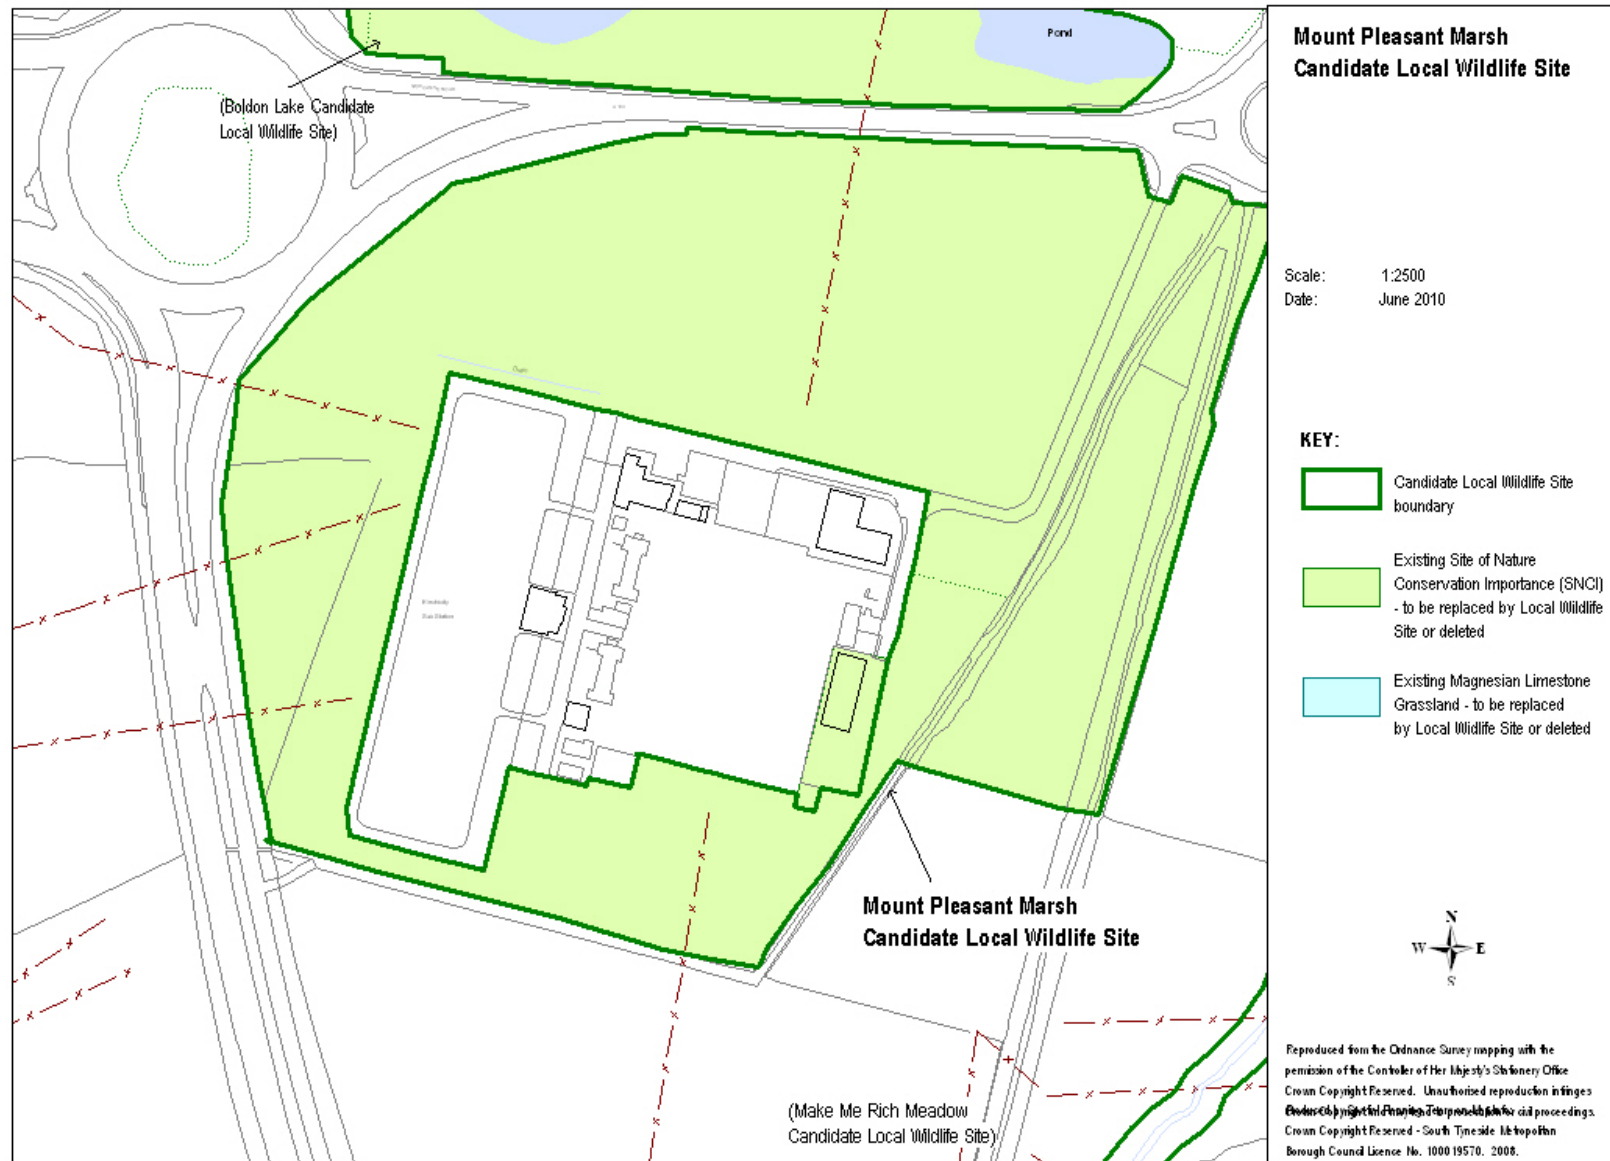 Mount Pleasant Marsh
Candidate Local Wildlife Site
Pond
(Boldon Lake Candidate
Local Wildlife Site)
Scale: 1:2500
Date: June 2010
KEY:
Candidate Local Wildlife Site
boundary
Existing Site of Nature
Conservation Importance (SNCI)
- to be replaced by Local Wildlife
Site or deleted
Existing Magnesian Limestone
Grassland - to be replaced
by Local Wildlife Site or deleted
Mount Pleasant Marsh
Candidate Local Wildlife Site
N
W E
S
(Make Me Rich Meadow
Candidate Local Wildlife Site)
Reproduced from the Ordnance Survey mapping with the
permission of the Controller of Her Majesty's Stationery Office
Crown Copyright Reserved. Unauthorised reproduction infringes
civil proceedings.
Crown Copyright Reserved - South Tyneside Metropolitan
Borough Council Licence No. 100019570. 2008.